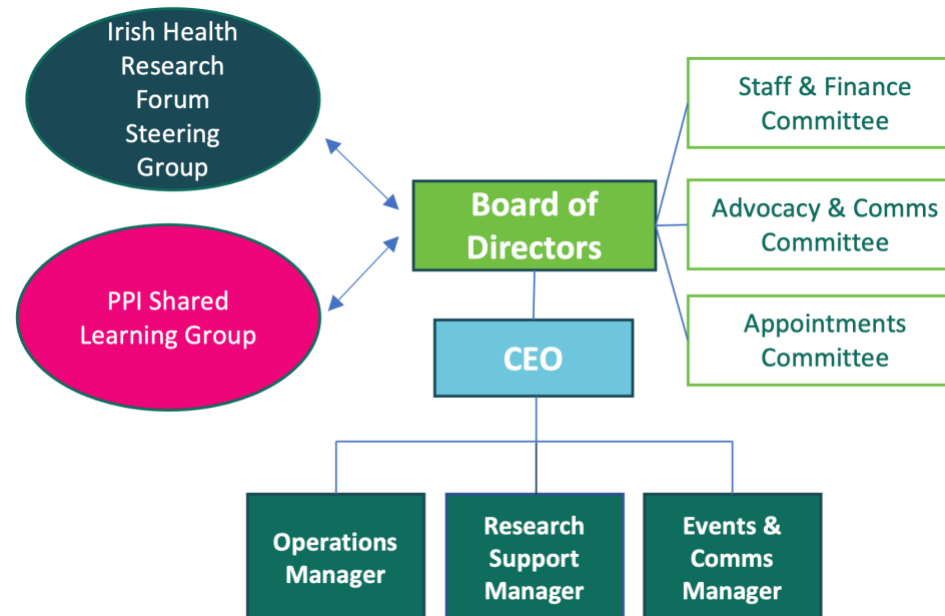 Irish Health
Research
Forum
Steering
Group
PPI Shared
Learning Group
Board of
Directors
Staff & Finance
Committee
Advocacy & Comms
Committee
Appointments
Committee
CEO
Operations
Manager
Research
Support
Manager
Events &
Comms
Manager